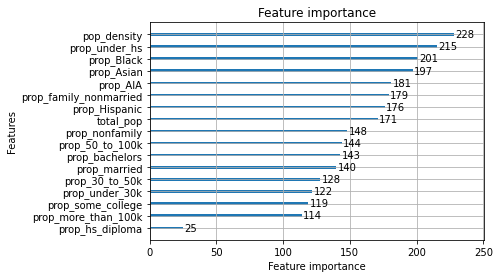 Feature importance
Features
pop_density 228
prop_under_hs 215
prop_Black 201
prop_Asian 197
prop_AIA 181
prop_family_nonmarried 179
prop_Hispanic 176
total_pop 171
prop_nonfamily 148
prop_50_to_100k 144
prop_bachelors 143
prop_married 140
prop_30_to_50k 128
prop_under_30k 122
prop_some_college 119
prop_more_than_100k 114
prop_hs_diploma 25
0 50 100 150 200 250
Feature importance